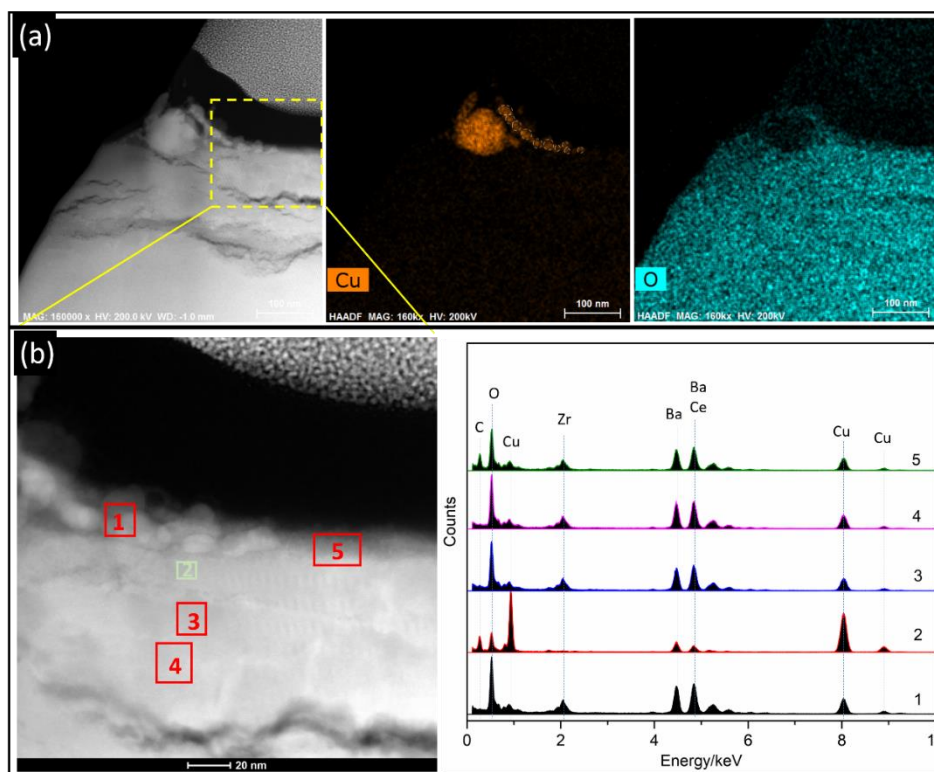 (a)
MAG: 160000 x HV: 200.0 kV WD: -1.0 mm
100 nm
Cu
HAADF MAG: 160kx HV: 200kV
100 nm
O
HAADF MAG: 160kx HV: 200kV
100 nm
(b)
1
2
3
4
5
20 nm
Counts
C
O
Cu
Zr
Ba
Ba
Ce
Cu
Cu
5
4
3
2
1
0
2
4
6
8
10
Energy/keV